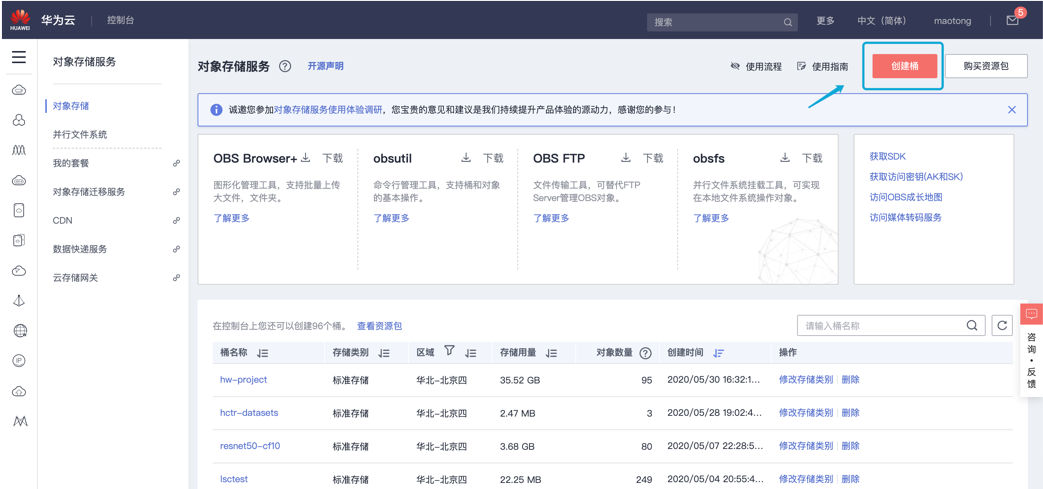 HUAWEI
华为云
控制台
搜索
更多
中文（简体）
maotong
5
对象存储服务
对象存储
并行文件系统
我的套餐
对象存储迁移服务
CDN
数据快递服务
云存储网关
IP
对象存储服务
开源声明
使用流程
使用指南
创建桶
购买资源包
诚邀您参加对象存储服务使用体验调研，您宝贵的意见和建议是我们持续提升产品体验的源动力，感谢您的参与！
OBS Browser+
下载
图形化管理工具，支持批量上传
大文件，文件夹。
了解更多
obsutil
下载
命令行管理工具，支持桶和对象
的基本操作。
了解更多
OBS FTP
下载
文件传输工具，可替代FTP
Server管理OBS对象。
了解更多
obsfs
下载
并行文件系统挂载工具，可实现
在本地文件系统操作对象。
了解更多
获取SDK
获取访问密钥(AK和SK)
访问OBS成长地图
访问媒体转码服务
在控制台上您还可以创建96个桶。 查看资源包
请输入桶名称
桶名称 存储类别 区域 存储用量 对象数量 创建时间 操作
hw-project 标准存储 华北-北京四 35.52 GB 95 2020/05/30 16:32:1... 修改存储类别 | 删除
hctr-datasets 标准存储 华北-北京四 2.47 MB 3 2020/05/28 19:02:4... 修改存储类别 | 删除
resnet50-cf10 标准存储 华北-北京四 3.68 GB 80 2020/05/07 22:28:5... 修改存储类别 | 删除
lsctest 标准存储 华北-北京四 22.25 MB 249 2020/05/04 20:55:4... 修改存储类别 | 删除
咨询·反馈